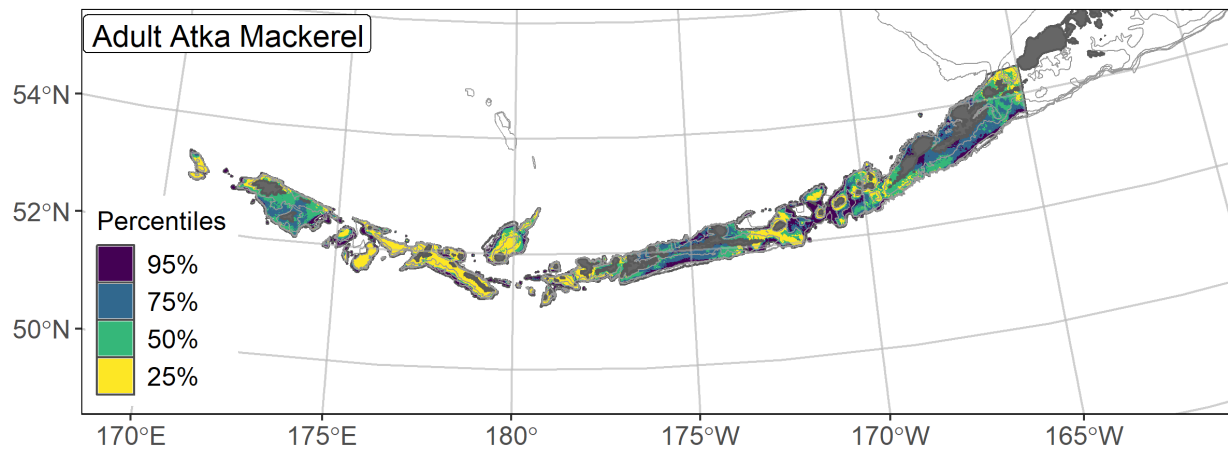 Adult Atka Mackerel
54°N
52°N
50°N
Percentiles
95%
75%
50%
25%
170°E
175°E
180°
175°W
170°W
165°W